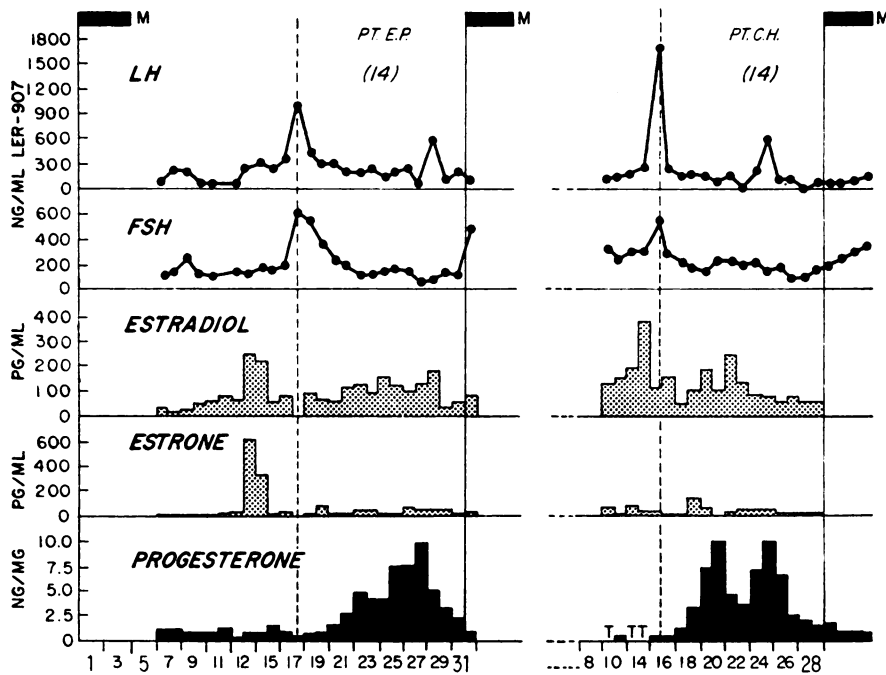 M M M
PT. E.P. PT. C.H.
(14) (14)
NG/ML LER-907
1800
1500
1200
900
600
300
0
LH
600
400
200
0
FSH
PG/ML
400
300
200
100
0
ESTRADIOL
PG/ML
600
400
200
0
ESTRONE
NG/MG
10.0
7.5
5.0
2.5
0
PROGESTERONE
T TT
1 3 5 7 9 11 12 13 15 17 19 21 23 25 27 29 31 ..... 8 10 14 16 18 20 22 24 26 28